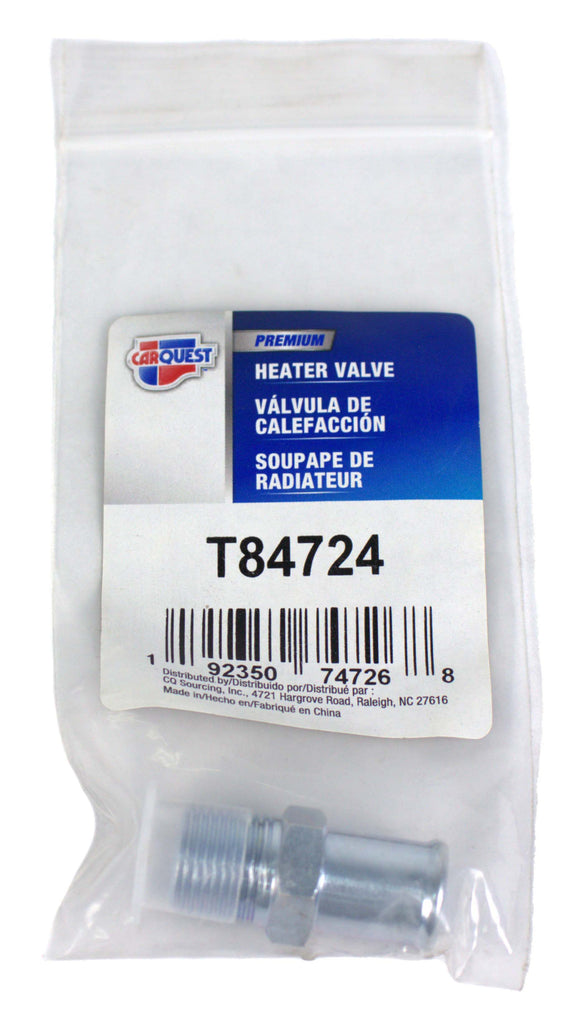 CARQUEST
PREMIUM
HEATER VALVE
VÁLVULA DE
CALEFACCIÓN
SOUPAPE DE
RADIATEUR
T84724
1 92350 74726 8
Distributed by/Distribuido por/Distribué par :
CQ Sourcing, Inc., 4721 Hargrove Road, Raleigh, NC 27616
Made in/Hecho en/Fabriqué en China